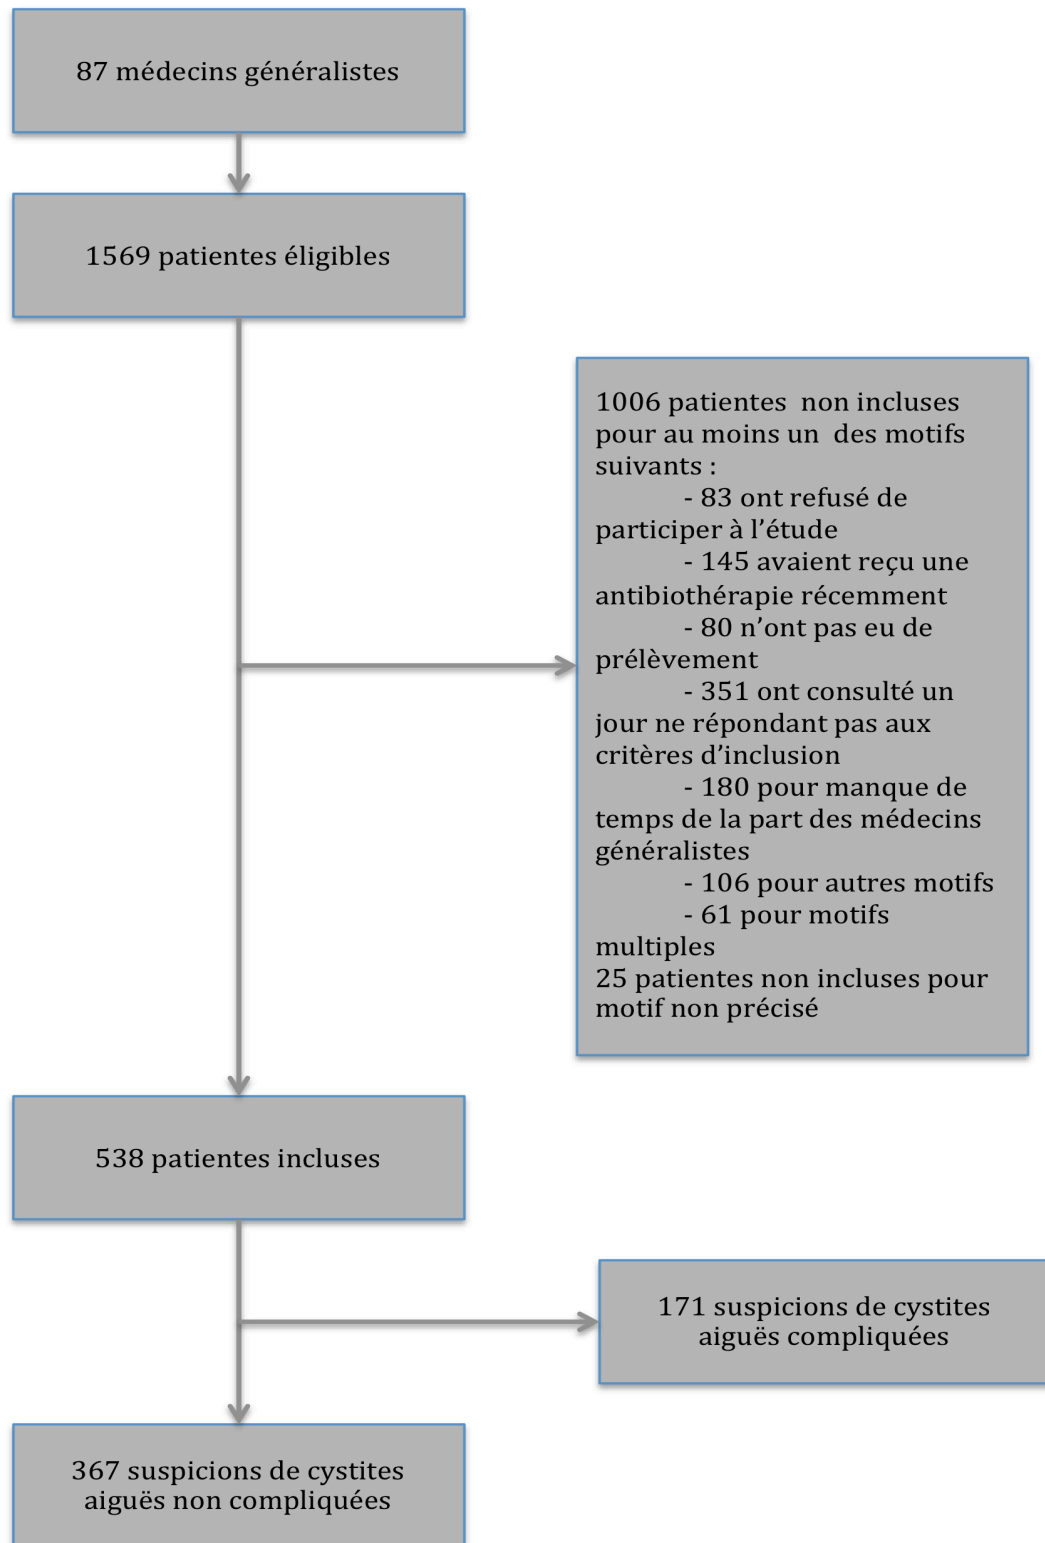 87 médecins généralistes
1569 patientes éligibles
1006 patientes  non incluses
pour au moins un  des motifs
suivants :
- 83 ont refusé de
participer à l’étude
- 145 avaient reçu une
antibiothérapie récemment
- 80 n’ont pas eu de
prélèvement
- 351 ont consulté un
jour ne répondant pas aux
critères d’inclusion
- 180 pour manque de
temps de la part des médecins
généralistes
- 106 pour autres motifs
- 61 pour motifs
multiples
25 patientes non incluses pour
motif non précisé
538 patientes incluses
171 suspicions de cystites
aiguës compliquées
367 suspicions de cystites
aiguës non compliquées